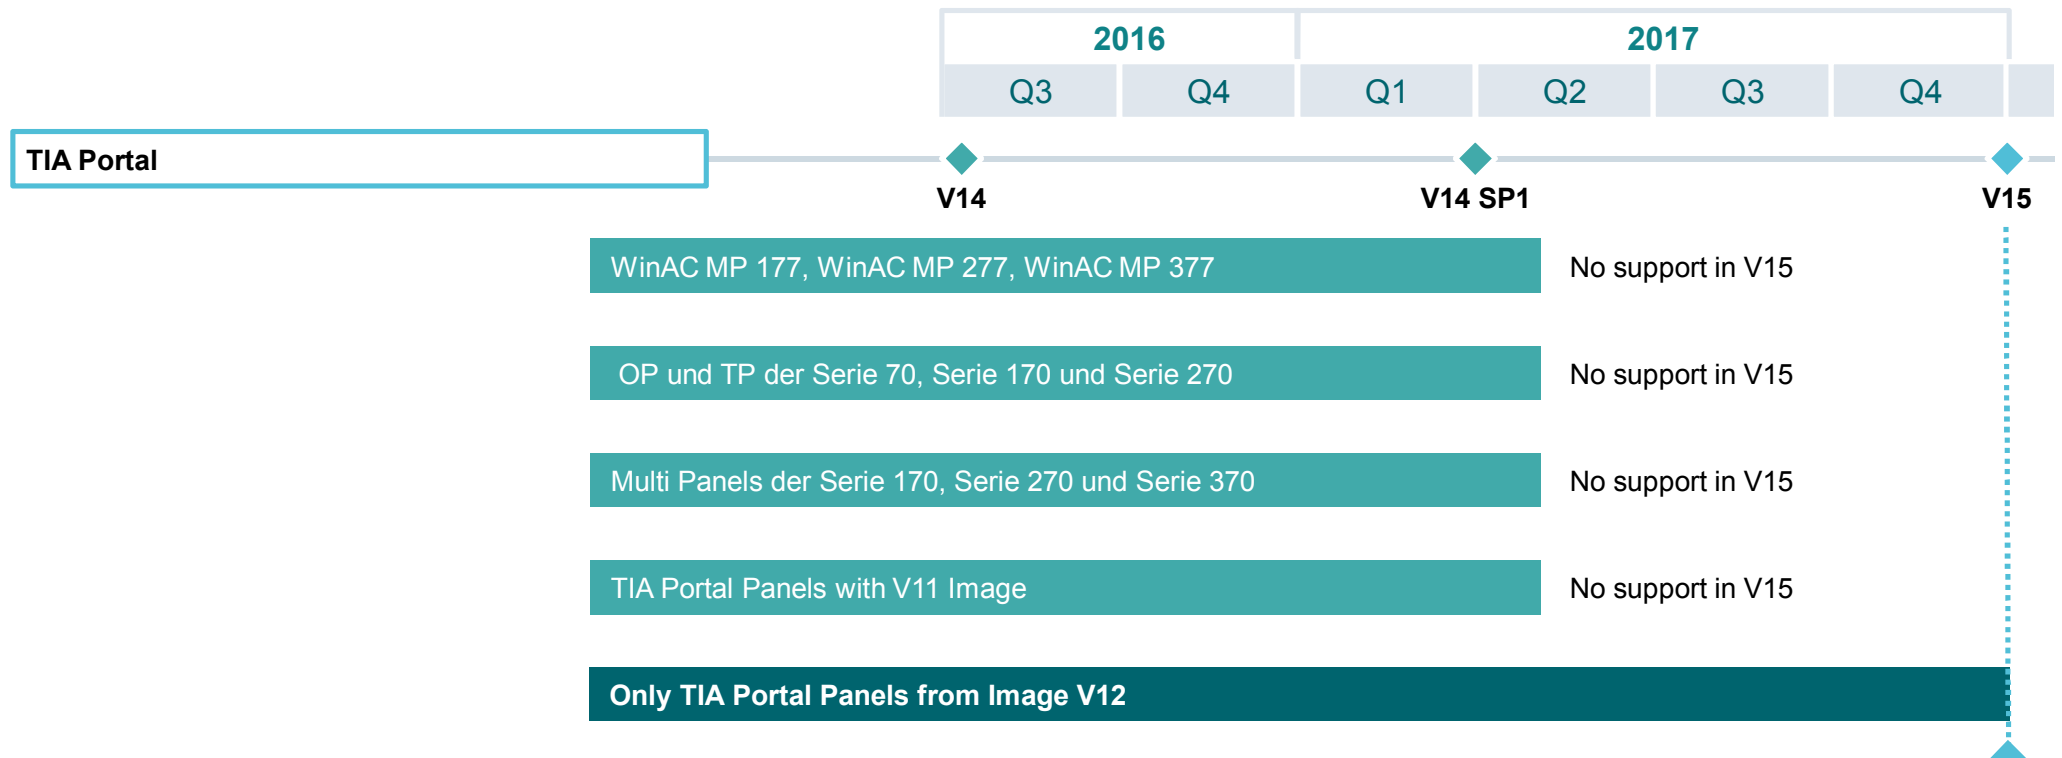 2016 2017
Q3 Q4 Q1 Q2 Q3 Q4
TIA Portal
V14 V14 SP1 V15
WinAC MP 177, WinAC MP 277, WinAC MP 377 No support in V15
OP und TP der Serie 70, Serie 170 und Serie 270 No support in V15
Multi Panels der Serie 170, Serie 270 und Serie 370 No support in V15
TIA Portal Panels with V11 Image No support in V15
Only TIA Portal Panels from Image V12